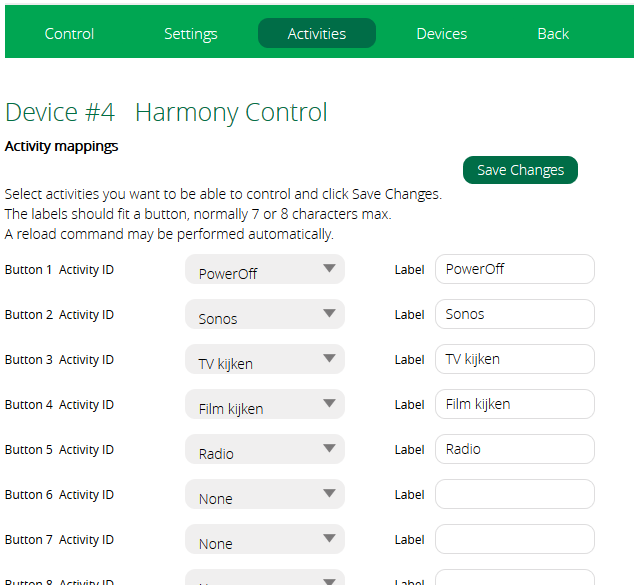 Control Settings Activities Devices Back
Device #4 Harmony Control
Activity mappings
Save Changes
Select activities you want to be able to control and click Save Changes.
The labels should fit a button, normally 7 or 8 characters max.
A reload command may be performed automatically.
Button 1 Activity ID PowerOff Label PowerOff
Button 2 Activity ID Sonos Label Sonos
Button 3 Activity ID TV kijken Label TV kijken
Button 4 Activity ID Film kijken Label Film kijken
Button 5 Activity ID Radio Label Radio
Button 6 Activity ID None Label
Button 7 Activity ID None Label
Button 8 Activity ID Label